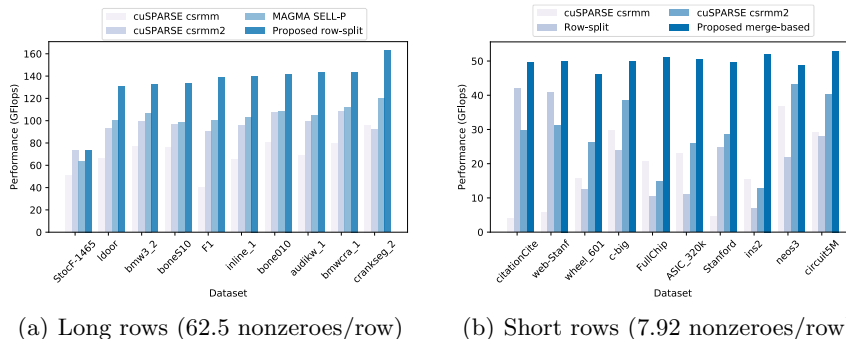 cuSPARSE csrmm
cuSPARSE csrmm2
MAGMA SELL-P
Proposed row-split
Performance (GFlops)
160
140
120
100
80
60
40
20
0
StocF-1465
ldoor
bmw3_2
boneS10
F1
inline_1
bone010
audikw_1
bmwcra_1
crankseg_2
Dataset
(a) Long rows (62.5 nonzeroes/row)
cuSPARSE csrmm
Row-split
cuSPARSE csrmm2
Proposed merge-based
Performance (GFlops)
50
40
30
20
10
0
citationCite
web-Stanf
wheel_601
c-big
FullChip
ASIC_320k
Stanford
ins2
neos3
circuit5M
Dataset
(b) Short rows (7.92 nonzeroes/row